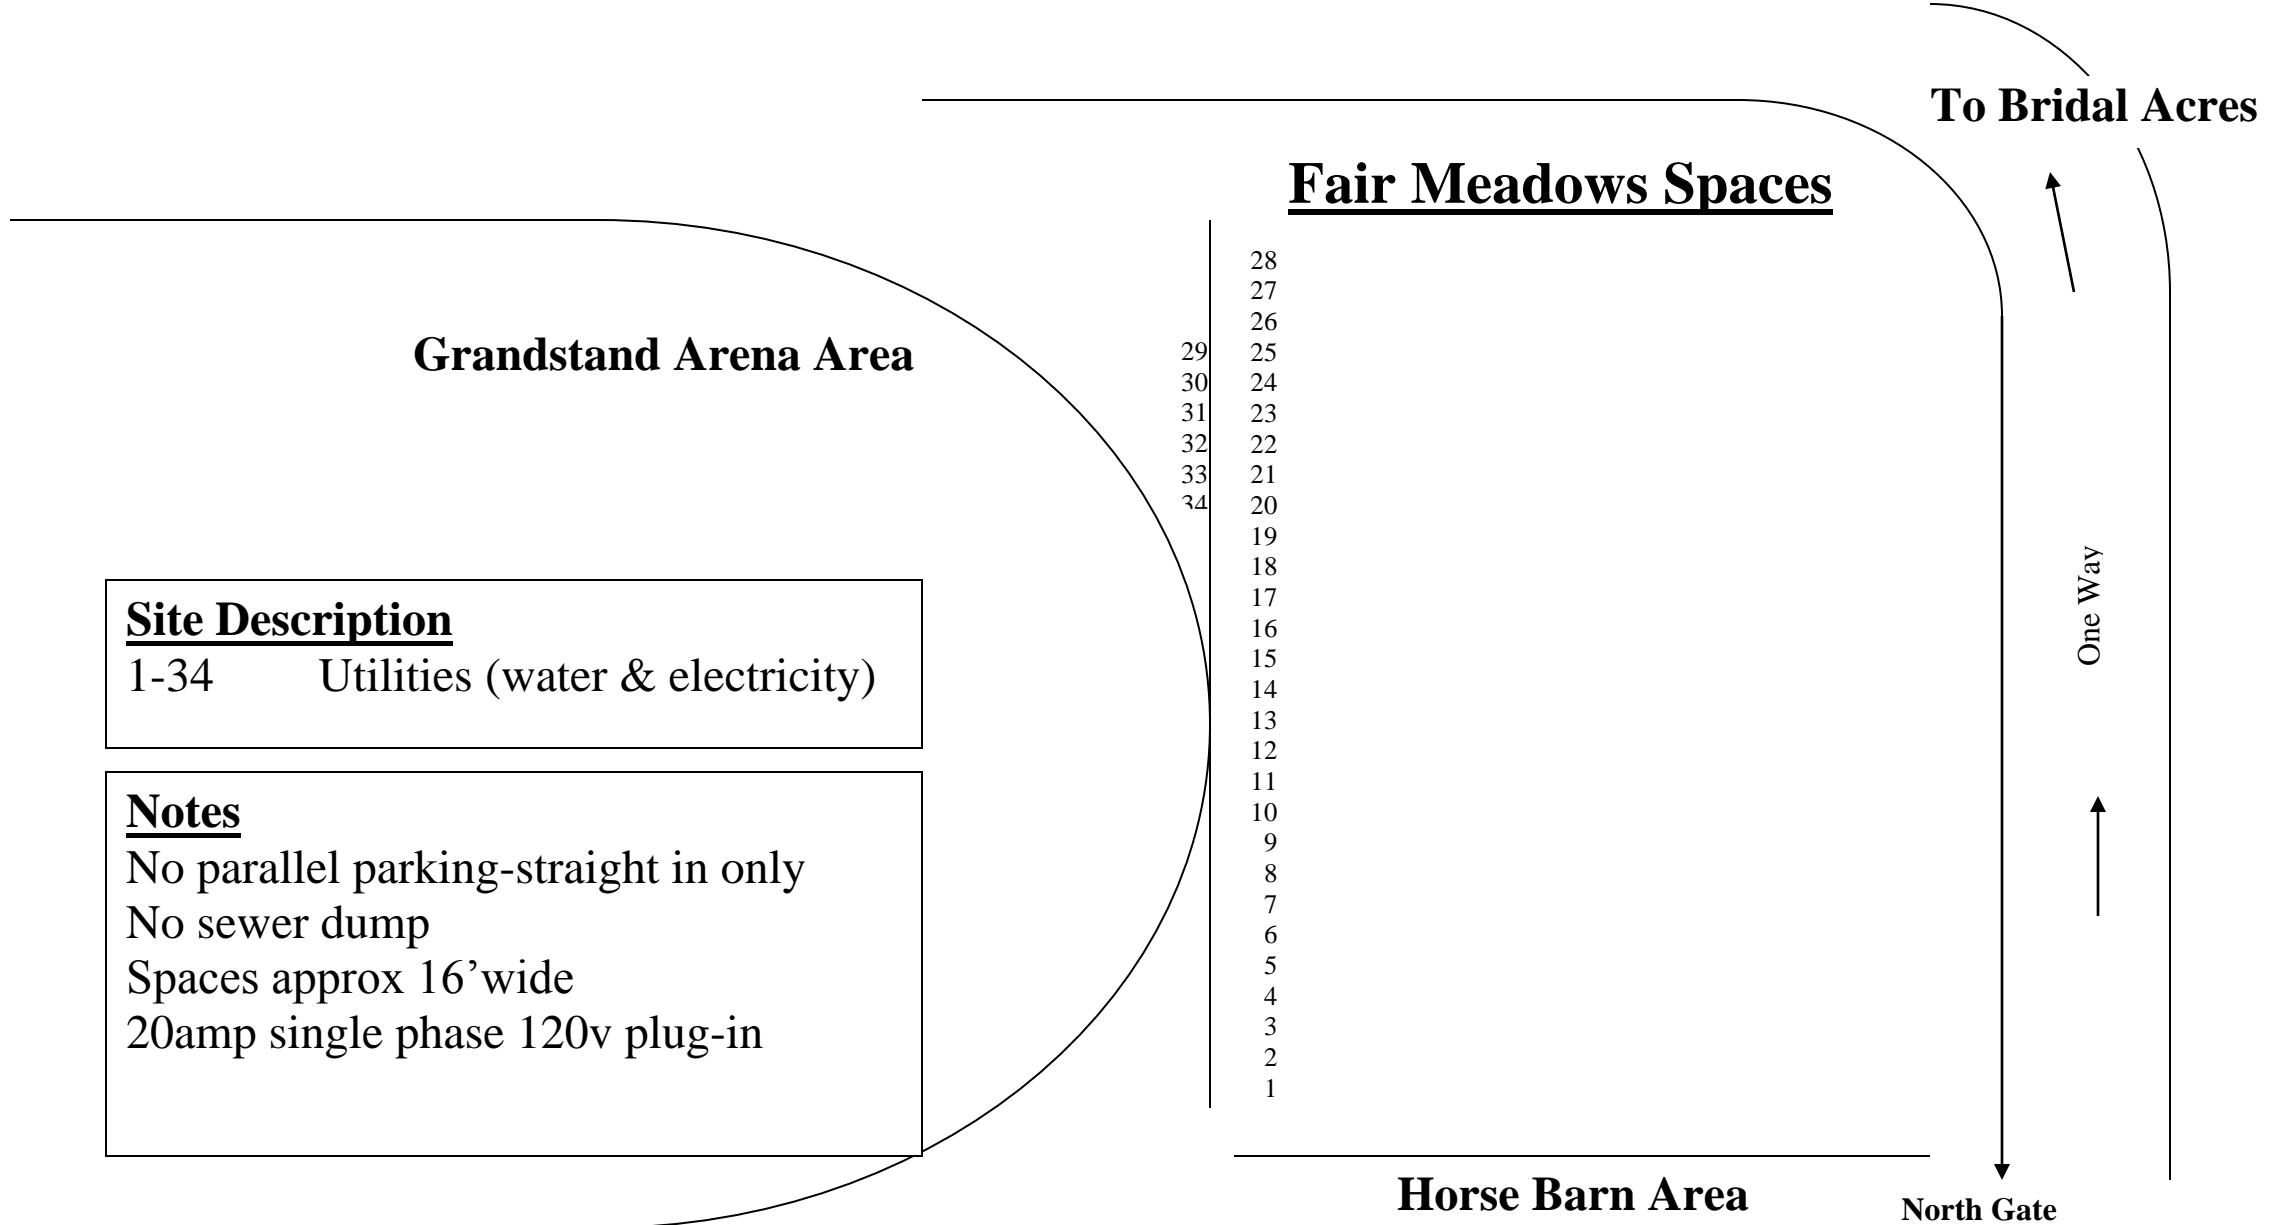 To Bridal Acres
Fair Meadows Spaces
28
27
26
29 25
30 24
31 23
32 22
33 21
34 20
19
18
17
16
15
14
13
12
11
10
9
8
7
6
5
4
3
2
1
Grandstand Arena Area
One Way
Site Description
1-34 Utilities (water & electricity)
Notes
No parallel parking-straight in only
No sewer dump
Spaces approx 16’wide
20amp single phase 120v plug-in
Horse Barn Area
North Gate